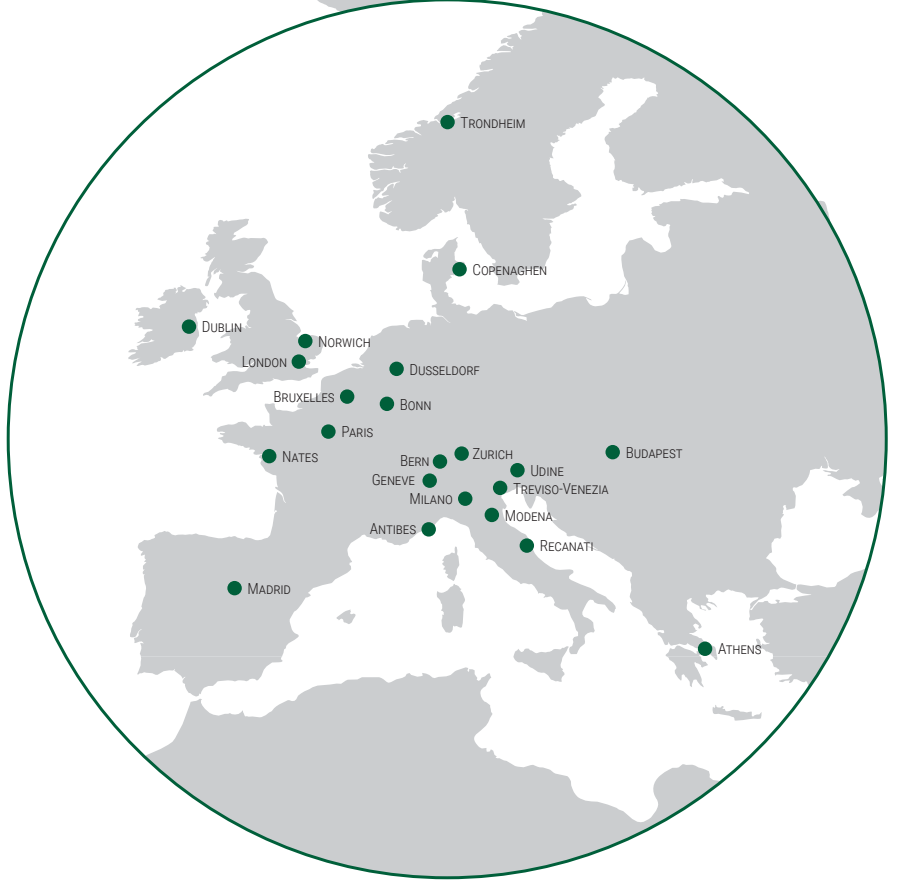 Trondheim
Copenaghen
Dublin
Norwich
London
Dusseldorf
Bruxelles
Bonn
Paris
Nates
Bern
Zurich
Budapest
Udine
Geneve
Treviso-Venezia
Milano
Modena
Antibes
Recanati
Madrid
Athens